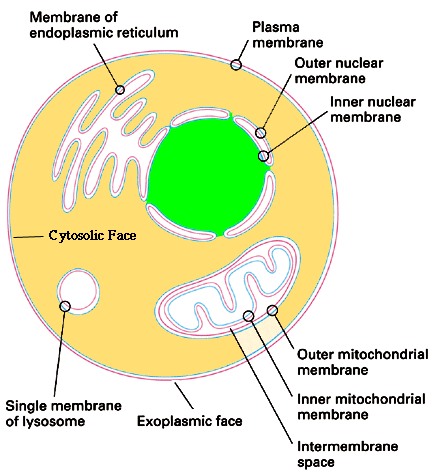 Membrane of
endoplasmic reticulum
Plasma
membrane
Outer nuclear
membrane
Inner nuclear
membrane
Cytosolic Face
Single membrane
of lysosome
Exoplasmic face
Outer mitochondrial
membrane
Inner mitochondrial
membrane
Intermembrane
space